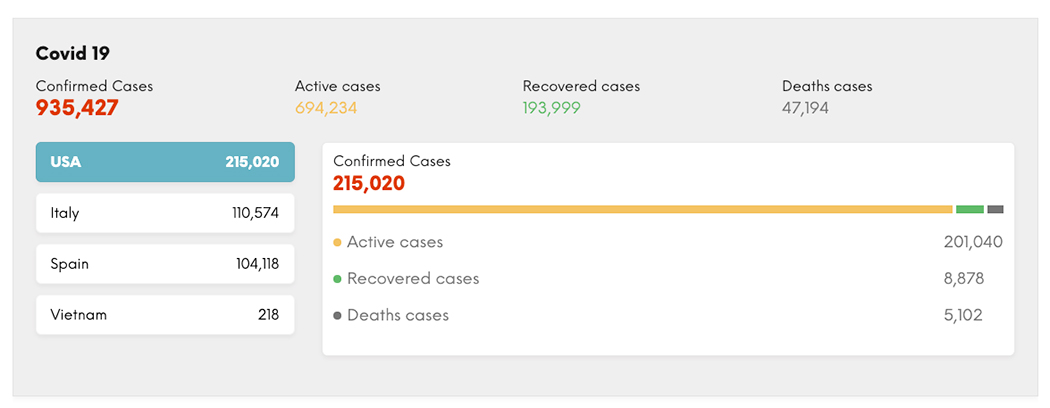 Covid 19
Confirmed Cases Active cases Recovered cases Deaths cases
935,427 694,234 193,999 47,194
USA 215,020
Italy 110,574
Spain 104,118
Vietnam 218
Confirmed Cases
215,020
Active cases 201,040
Recovered cases 8,878
Deaths cases 5,102